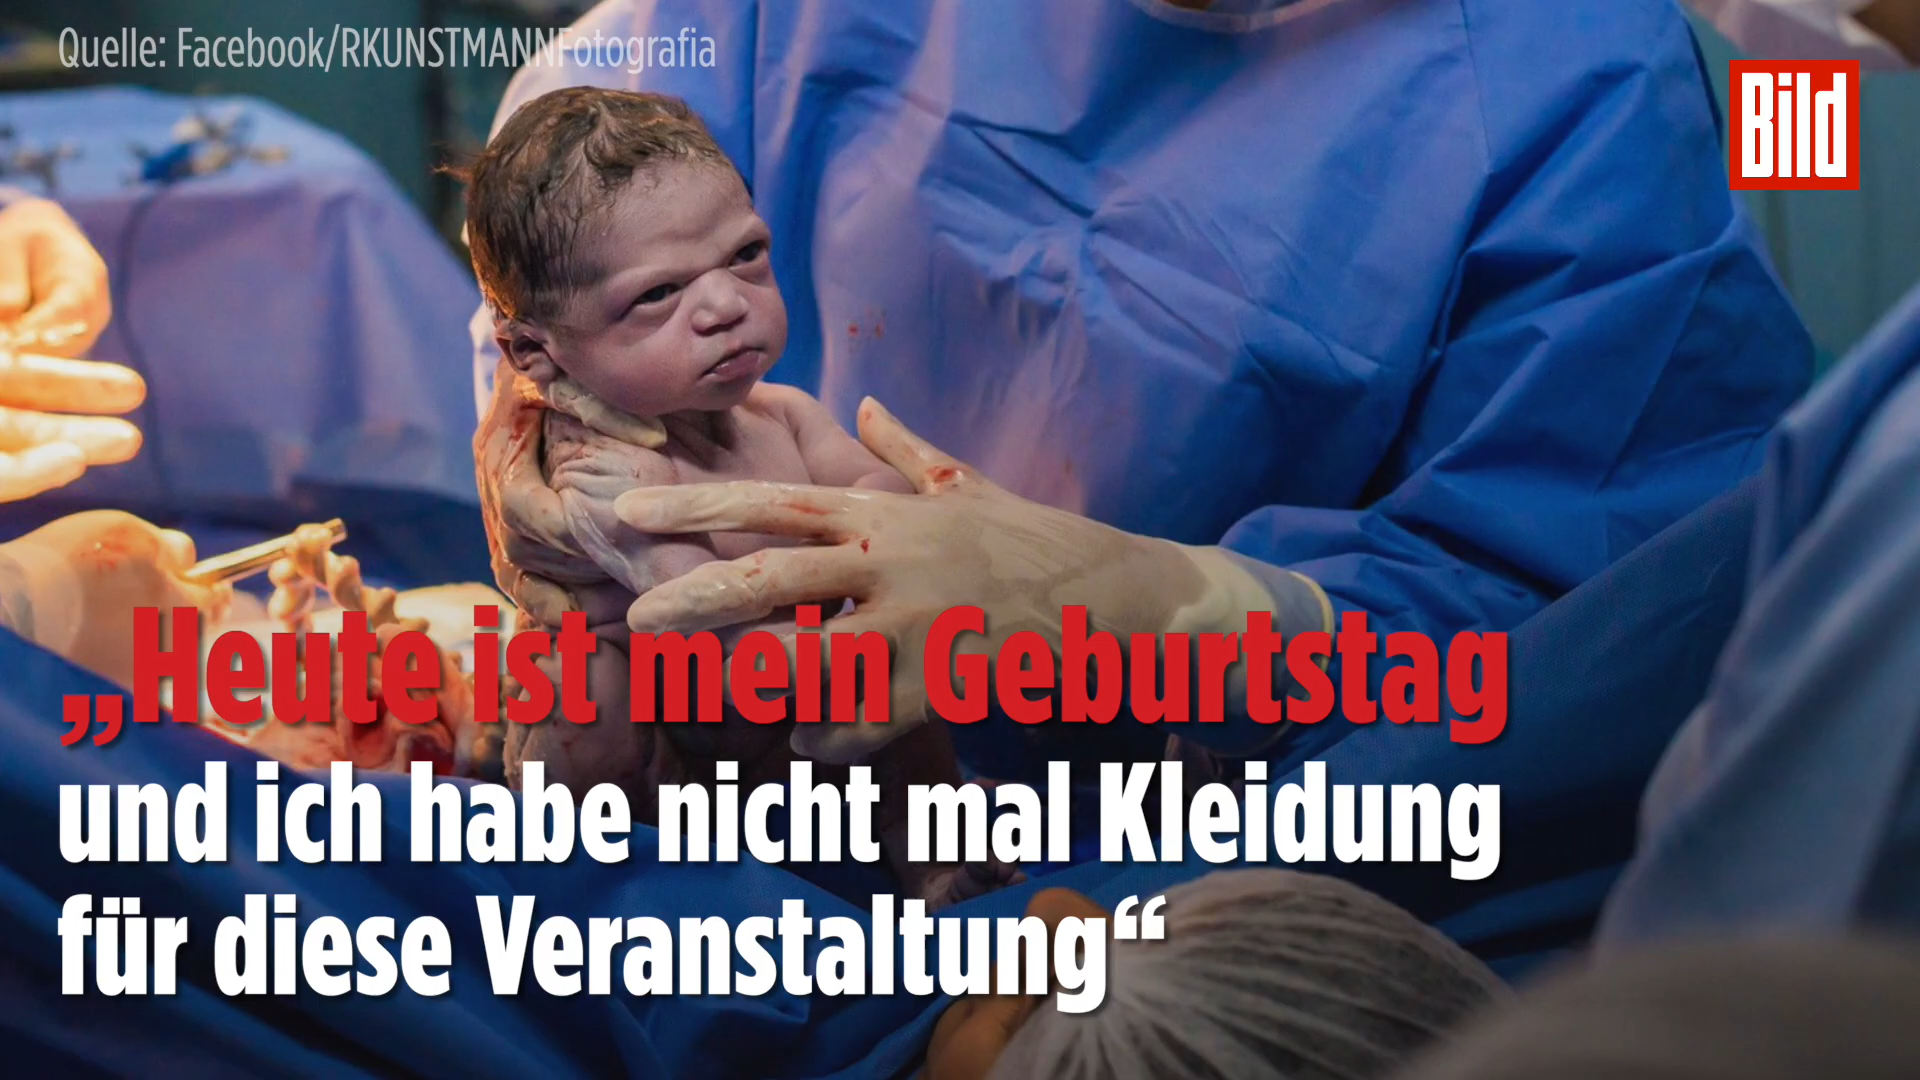 Quelle: Facebook/RKUNSTMANNFotografia
Bild
„Heute ist mein Geburtstag
und ich habe nicht mal Kleidung
für diese Veranstaltung“